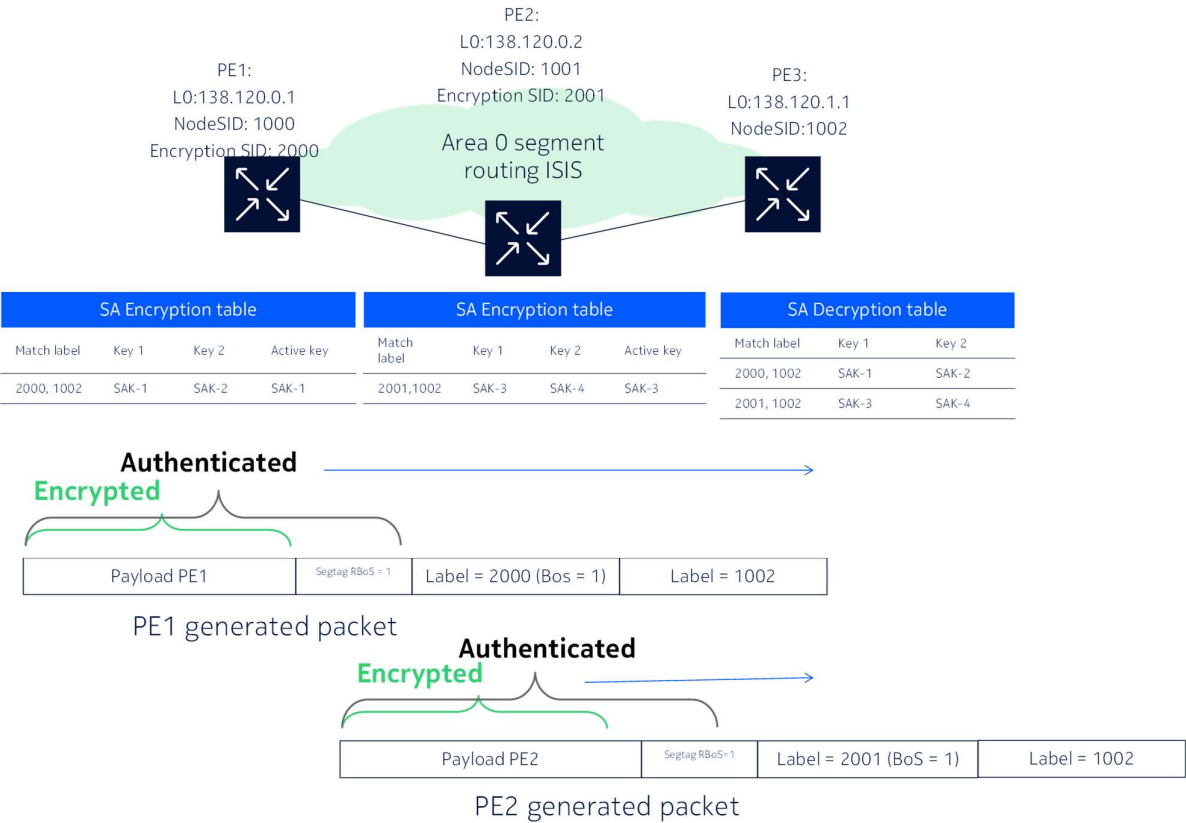 PE2:
L0:138.120.0.2
NodeSID: 1001
Encryption SID: 2001
PE1:
L0:138.120.0.1
NodeSID: 1000
Encryption SID: 2000
PE3:
L0:138.120.1.1
NodeSID:1002
Area 0 segment
routing ISIS
SA Encryption table
Match label Key 1 Key 2 Active key
2000, 1002 SAK-1 SAK-2 SAK-1
SA Encryption table
Match
label Key 1 Key 2 Active key
2001,1002 SAK-3 SAK-4 SAK-3
SA Decryption table
Match label Key 1 Key 2
2000, 1002 SAK-1 SAK-2
2001, 1002 SAK-3 SAK-4
Authenticated
Encrypted
Payload PE1 Segtag RBoS = 1 Label = 2000 (Bos = 1) Label = 1002
PE1 generated packet
Authenticated
Encrypted
Payload PE2 Segtag RBoS=1 Label = 2001 (BoS = 1) Label = 1002
PE2 generated packet